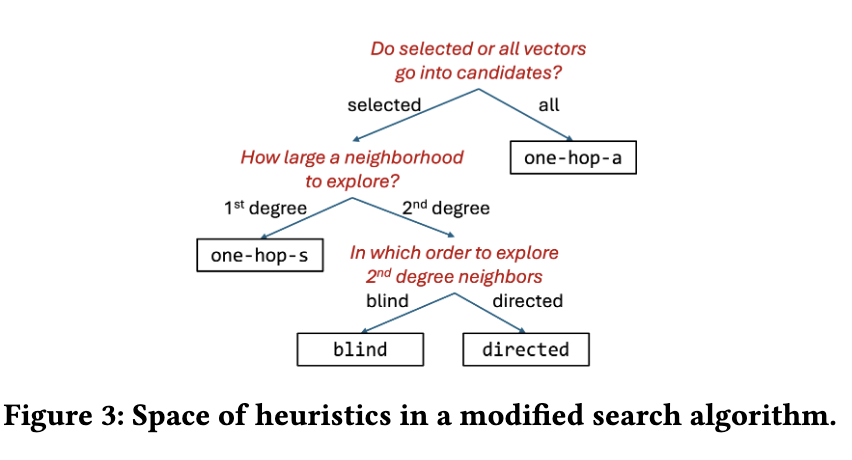 Do selected or all vectors
go into candidates?
selected
all
How large a neighborhood
to explore?
one-hop-a
1st degree
2nd degree
one-hop-s
In which order to explore
2nd degree neighbors
blind
directed
blind
directed
Figure 3: Space of heuristics in a modified search algorithm.